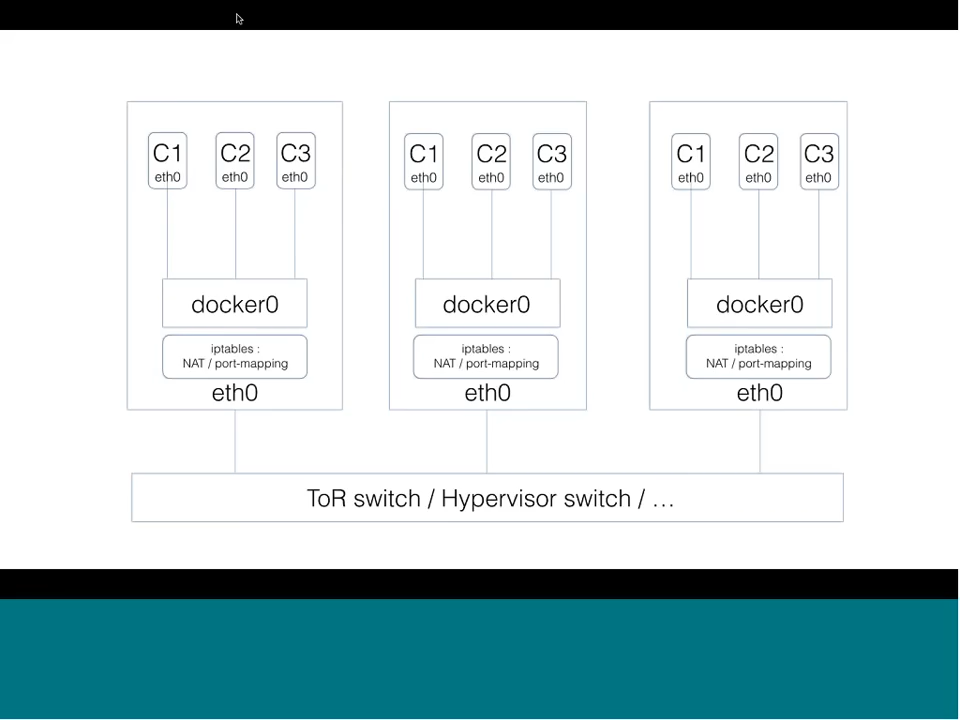 C1
eth0
C2
eth0
C3
eth0
docker0
iptables :
NAT / port-mapping
eth0
C1
eth0
C2
eth0
C3
eth0
docker0
iptables :
NAT / port-mapping
eth0
C1
eth0
C2
eth0
C3
eth0
docker0
iptables :
NAT / port-mapping
eth0
ToR switch / Hypervisor switch / …